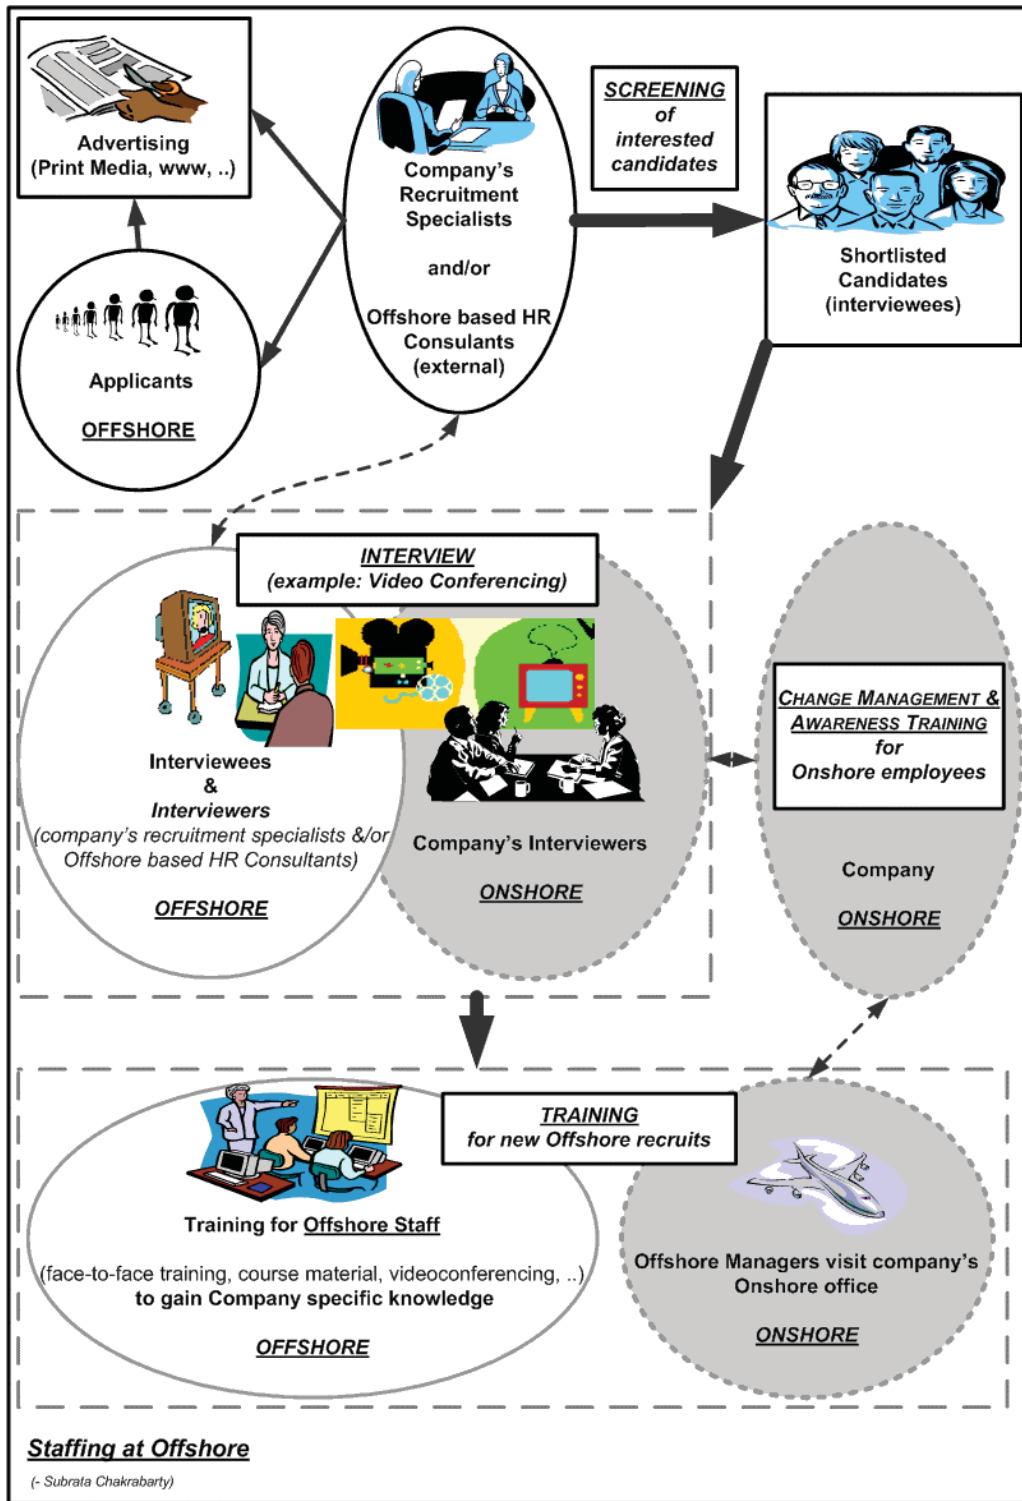 Advertising
(Print Media, www, ..)
Applicants
OFFSHORE
Company's
Recruitment
Specialists
and/or
Offshore based HR
Consulants
(external)
SCREENING
of
interested
candidates
Shortlisted
Candidates
(interviewees)
INTERVIEW
(example: Video Conferencing)
Interviewees
&
Interviewers
(company's recruitment specialists &/or
Offshore based HR Consultants)
OFFSHORE
Company's Interviewers
ONSHORE
CHANGE MANAGEMENT &
AWARENESS TRAINING
for
Onshore employees
Company
ONSHORE
TRAINING
for new Offshore recruits
Training for Offshore Staff
(face-to-face training, course material, videoconferencing, ..)
to gain Company specific knowledge
OFFSHORE
Offshore Managers visit company's
Onshore office
ONSHORE
Staffing at Offshore
(- Subrata Chakrabarty)